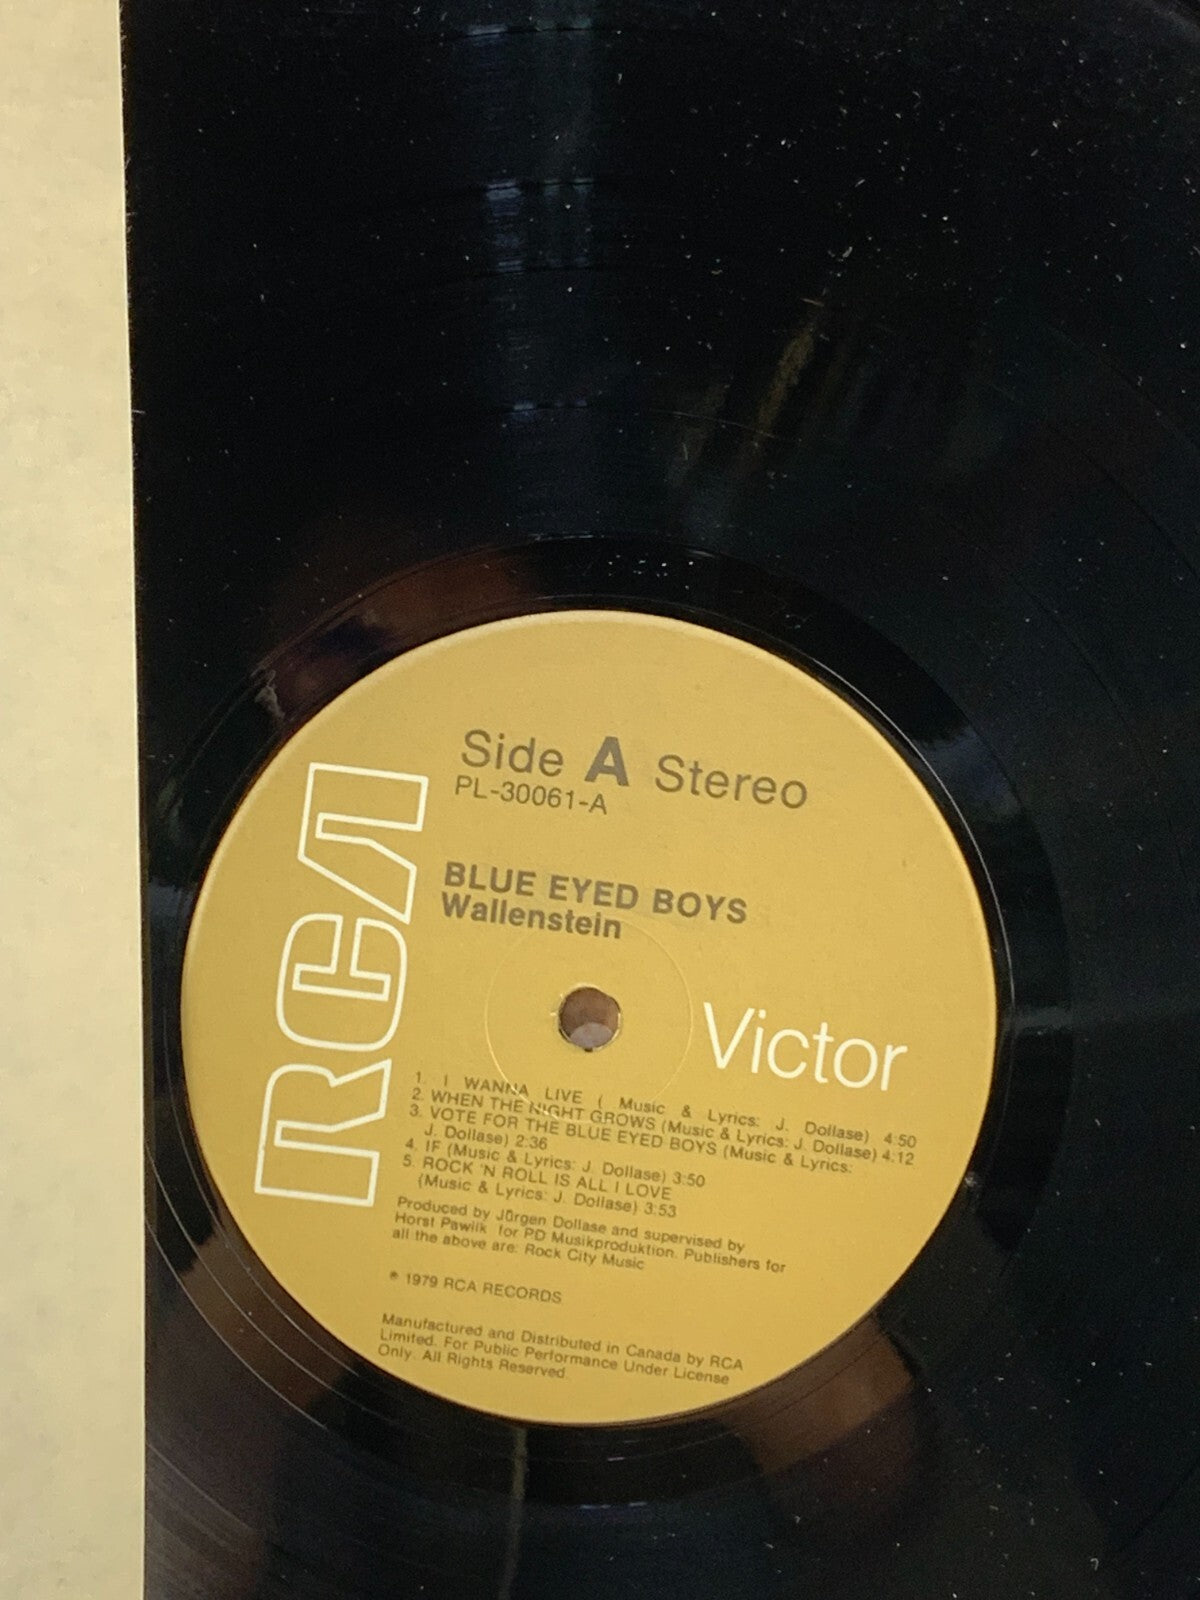 Side A Stereo
PL-30061-A
BLUE EYED BOYS
Wallenstein
RCA
Victor
1. I WANNA LIVE ( Music & Lyrics: J. Dollase) 4:50
2. WHEN THE NIGHT GROWS (Music & Lyrics: J. Dollase) 4:12
3. VOTE FOR THE BLUE EYED BOYS (Music & Lyrics:
J. Dollase) 2:36
4. IF (Music & Lyrics: J. Dollase) 3:50
5. ROCK 'N ROLL IS ALL I LOVE
(Music & Lyrics: J. Dollase) 3:53
Produced by Jürgen Dollase and supervised by
Horst Pawlik for PD Musikproduktion. Publishers for
all the above are: Rock City Music
℗ 1979 RCA RECORDS
Manufactured and Distributed in Canada by RCA
Limited. For Public Performance Under License
Only. All Rights Reserved.